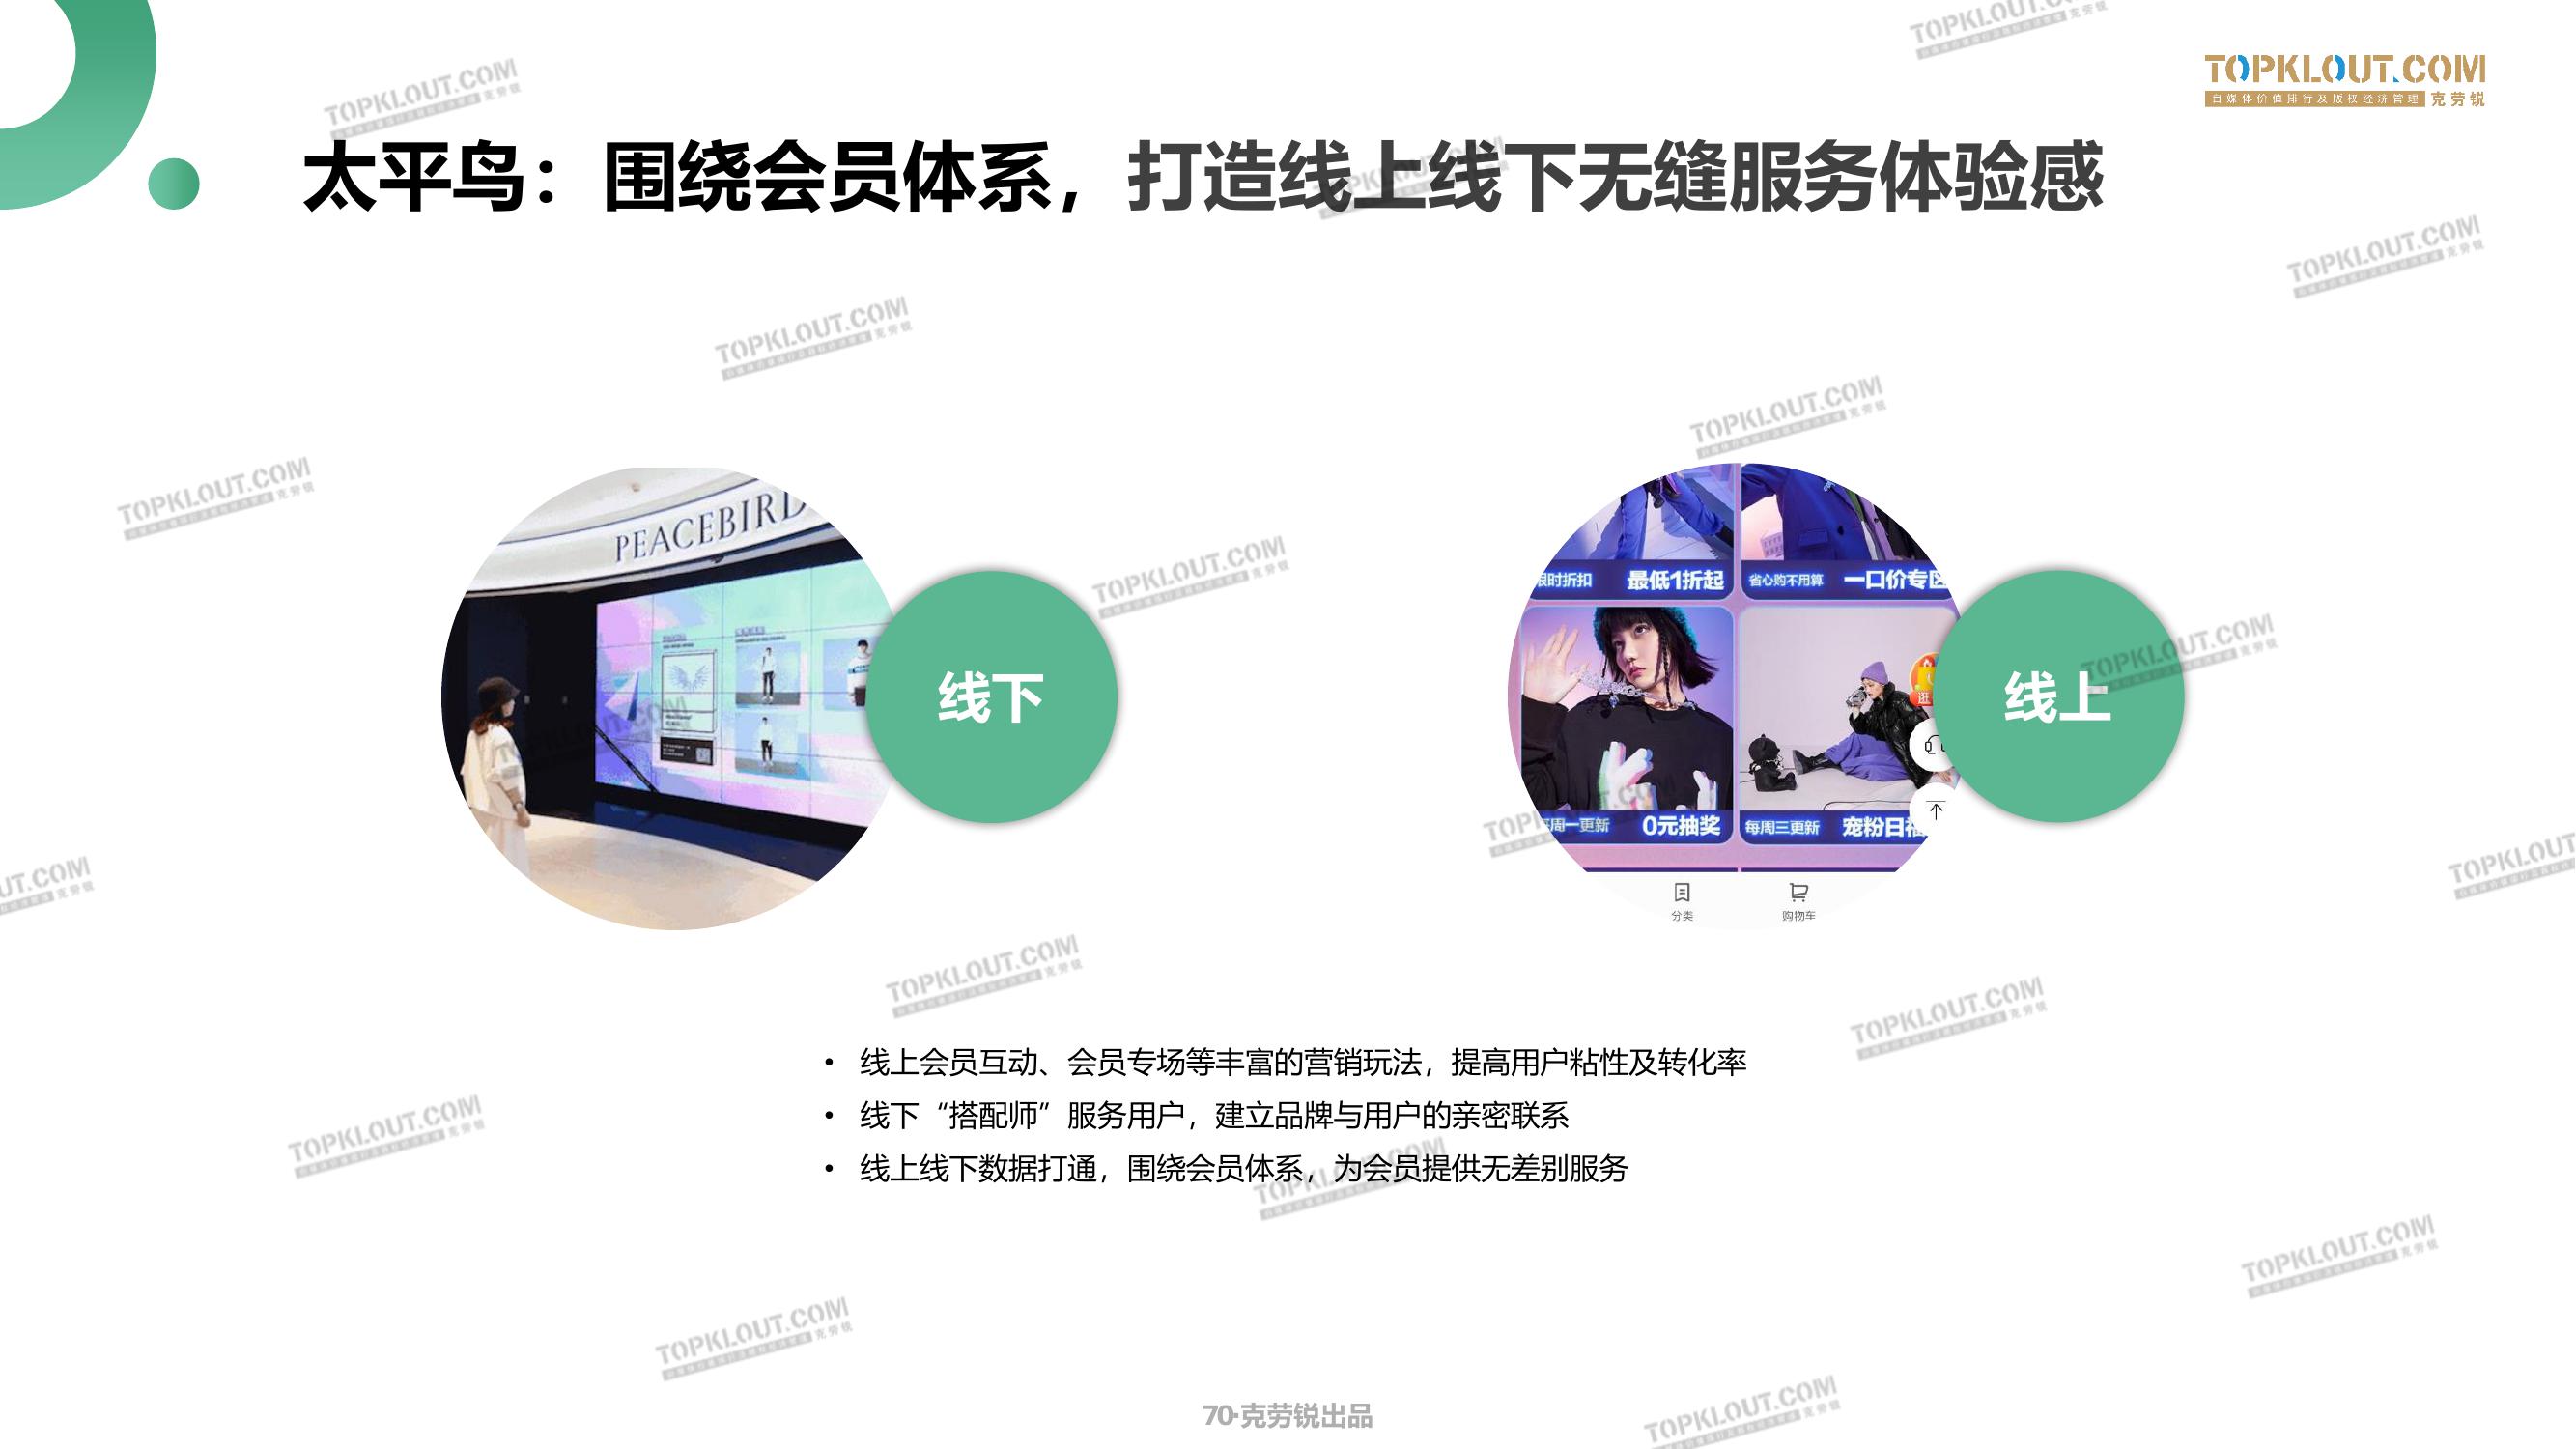 TOPKLOUT.COM
自媒体价值排行及版权经济管理 克劳锐
太平鸟：围绕会员体系，打造线上线下无缝服务体验感
PEACEBIRD
线下
限时折扣 最低1折起
省心购不用算 一口价专区
每周一更新 0元抽奖
每周三更新 宠粉日
分类
购物车
线上
• 线上会员互动、会员专场等丰富的营销玩法，提高用户粘性及转化率
• 线下“搭配师”服务用户，建立品牌与用户的亲密联系
• 线上线下数据打通，围绕会员体系，为会员提供无差别服务
70·克劳锐出品